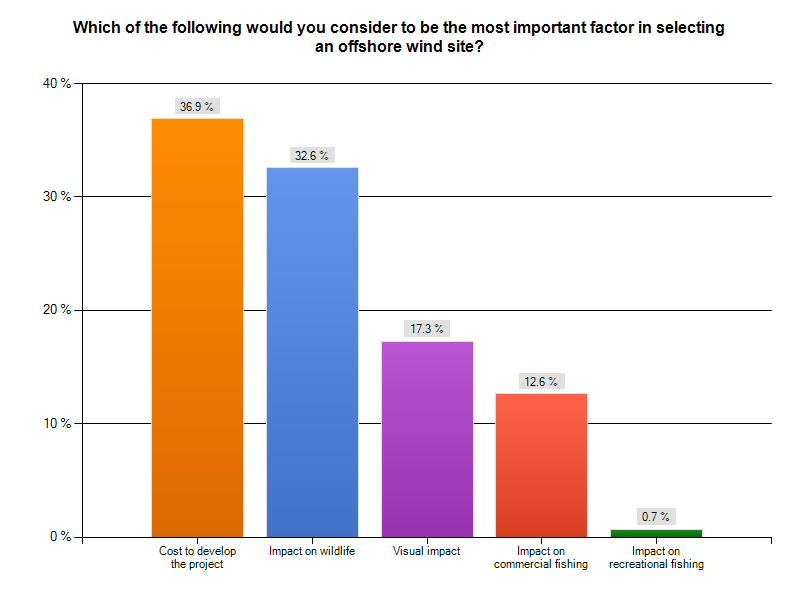 Which of the following would you consider to be the most important factor in selecting
an offshore wind site?
40 %
36.9 %
32.6 %
30 %
20 %
17.3 %
12.6 %
10 %
0.7 %
0 %
Cost to develop
the project
Impact on wildlife
Visual impact
Impact on
commercial fishing
Impact on
recreational fishing